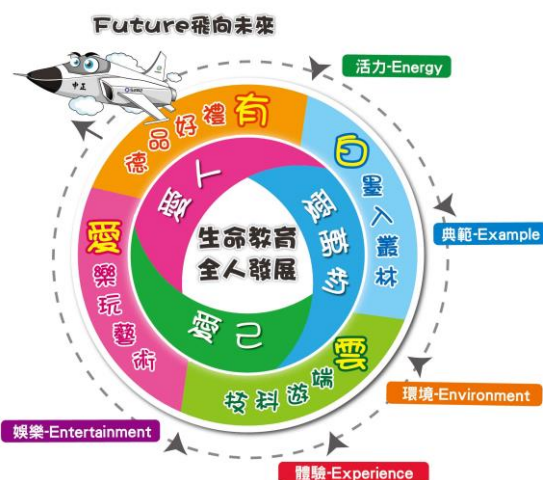 Future飛向未來
中正
活力-Energy
典範-Example
環境-Environment
體驗-Experience
娛樂-Entertainment
有
德品好禮
白
墨入叢林
雲
技科遊端
愛
樂玩藝術
愛人
愛萬物
愛己
生命教育
全人發展